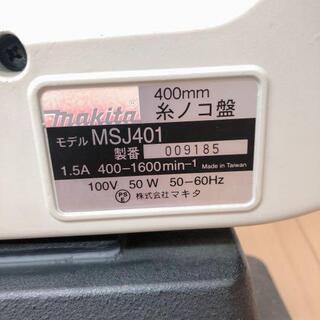 400mm
makita 糸ノコ盤
モデル MSJ401
製番 009185
1.5A 400-1600min⁻¹ Made in Taiwan
100V 50W 50-60Hz
PS E 株式会社 マキタ